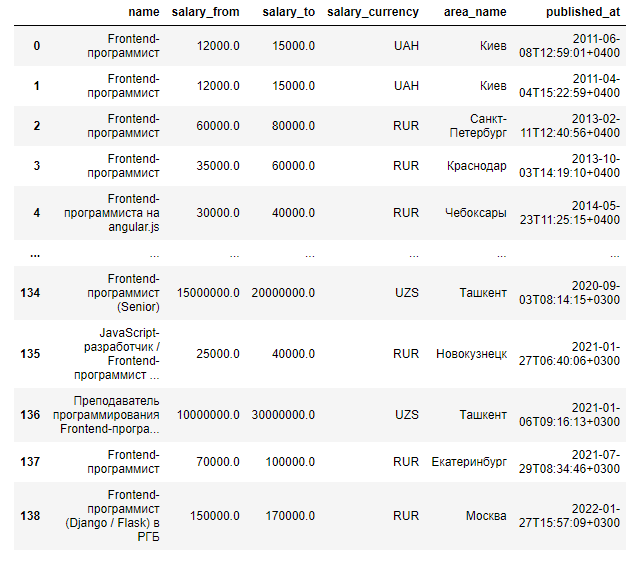 name salary_from salary_to salary_currency area_name published_at
0 Frontend-программист 12000.0 15000.0 UAH Киев 2011-06-08T12:59:01+0400
1 Frontend-программист 12000.0 15000.0 UAH Киев 2011-04-04T15:22:59+0400
2 Frontend-программист 60000.0 80000.0 RUR Санкт-Петербург 2013-02-11T12:40:56+0400
3 Frontend-программист 35000.0 60000.0 RUR Краснодар 2013-10-03T14:19:10+0400
4 Frontend-программиста на angular.js 30000.0 40000.0 RUR Чебоксары 2014-05-23T11:25:15+0400
... ... ... ... ... ... ...
134 Frontend-программист (Senior) 15000000.0 20000000.0 UZS Ташкент 2020-09-03T08:14:15+0300
135 JavaScript-разработчик / Frontend-программист ... 25000.0 40000.0 RUR Новокузнецк 2021-01-27T06:40:06+0300
136 Преподаватель программирования Frontend-програ... 10000000.0 30000000.0 UZS Ташкент 2021-01-06T09:16:13+0300
137 Frontend-программист 70000.0 100000.0 RUR Екатеринбург 2021-07-29T08:34:46+0300
138 Frontend-программист (Django / Flask) в РГБ 150000.0 170000.0 RUR Москва 2022-01-27T15:57:09+0300